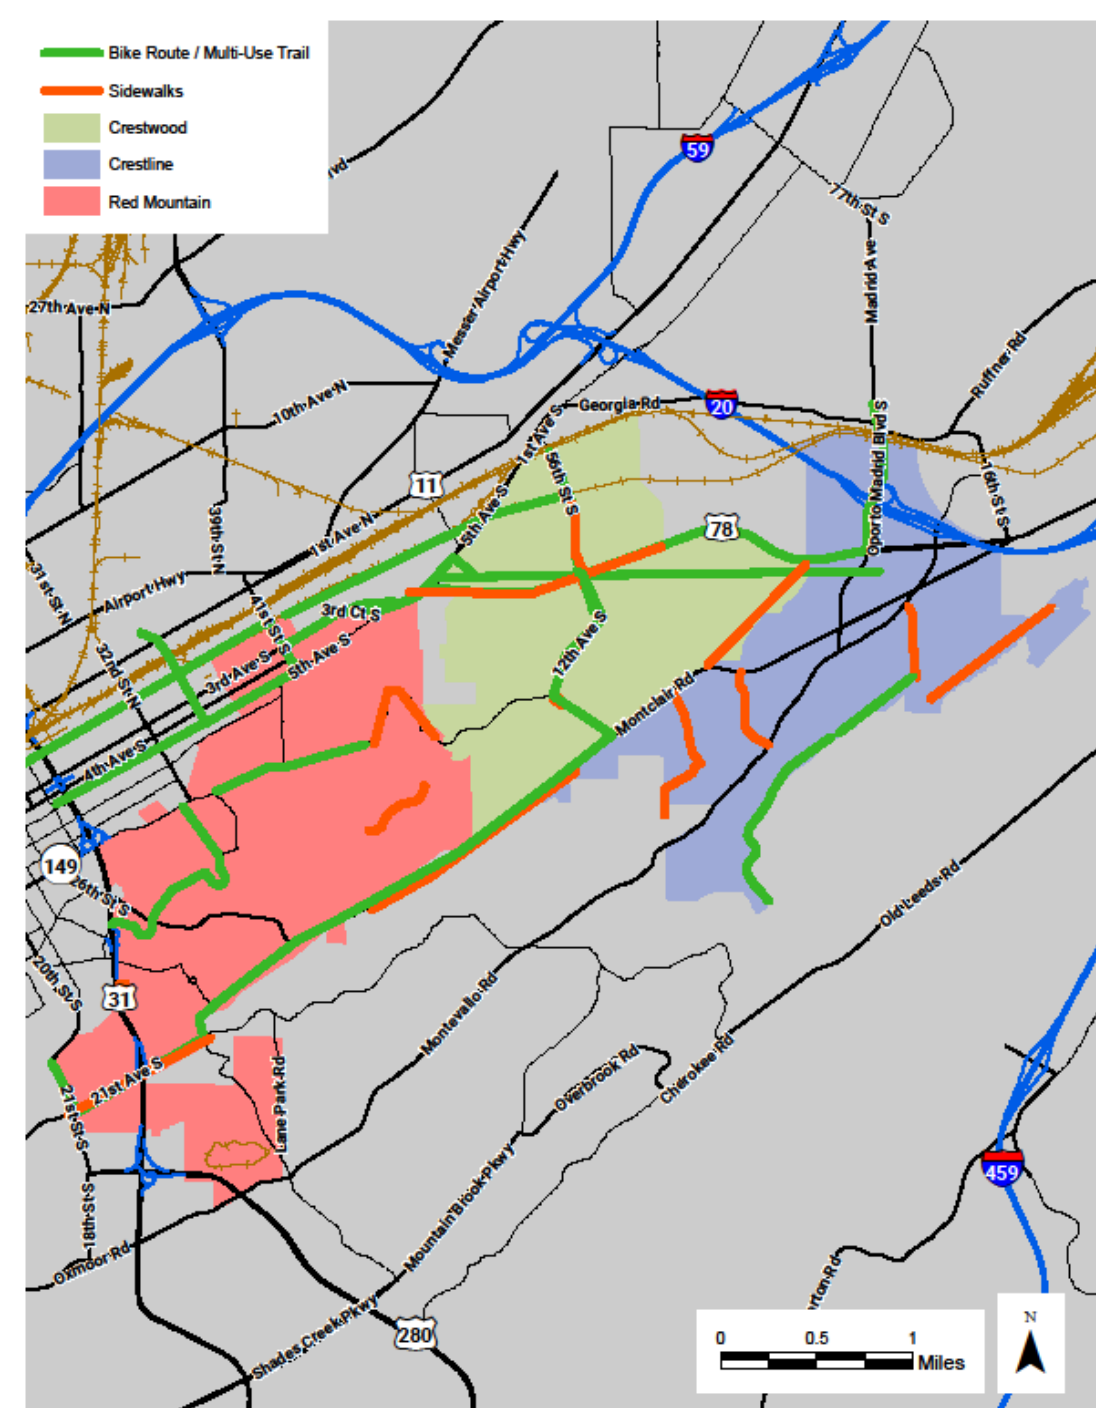 Bike Route / Multi-Use Trail
Sidewalks
Crestwood
Crestline
Red Mountain
59
77th St S
Madrid Ave
Messer Airport Hwy
27th Ave N
Ruffner Rd
10th Ave N
Georgia Rd
20
1st Ave S
Oporto Madrid Blvd S
56th St S
11
16th St S
5th Ave S
39th St N
1st Ave N
78
31st St N
Airport Hwy
41st St S
3rd Ct S
32nd St N
3rd Ave S
5th Ave S
12th Ave S
Montclair Rd
4th Ave S
149
26th St S
Old Leeds Rd
20th St S
31
Montevallo Rd
21st Ave S
Lane Park Rd
Overbrook Rd
Cherokee Rd
21st St S
459
Mountain Brook Pkwy
18th St S
Oxmoor Rd
280
Shades Creek Pkwy
N
0 0.5 1
Miles